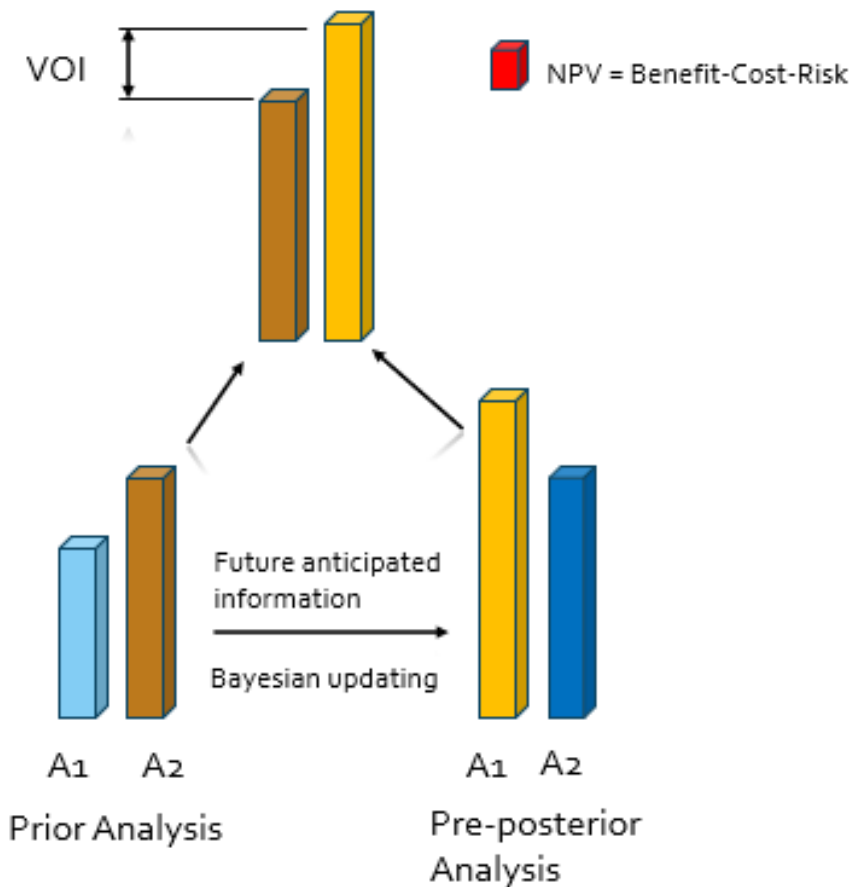 VOI
NPV = Benefit-Cost-Risk
Future anticipated
information
Bayesian updating
A1
A2
A1
A2
Prior Analysis
Pre-posterior
Analysis